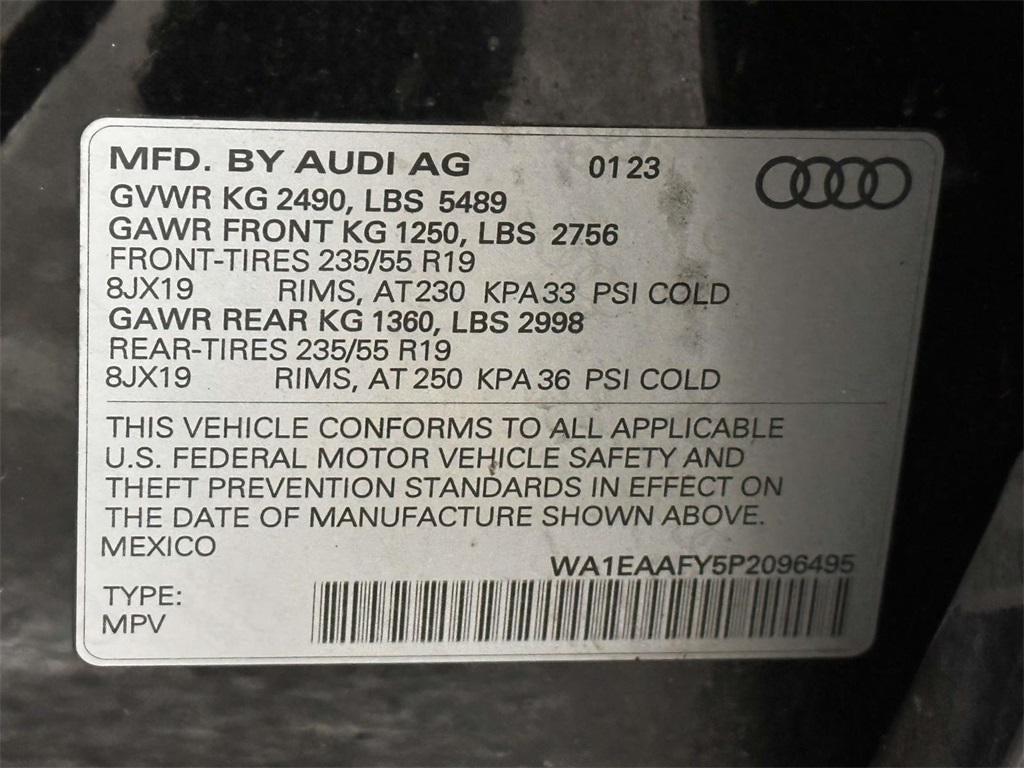 MFD. BY AUDI AG 01 23
GVWR KG 2490, LBS 5489
GAWR FRONT KG 1250, LBS 2756
FRONT-TIRES 235/55 R19
8JX19 RIMS, AT 230 KPA 33 PSI COLD
GAWR REAR KG 1360, LBS 2998
REAR-TIRES 235/55 R19
8JX19 RIMS, AT 250 KPA 36 PSI COLD
THIS VEHICLE CONFORMS TO ALL APPLICABLE
U.S. FEDERAL MOTOR VEHICLE SAFETY AND
THEFT PREVENTION STANDARDS IN EFFECT ON
THE DATE OF MANUFACTURE SHOWN ABOVE.
MEXICO
WA1EAAFY5P2096495
TYPE:
MPV